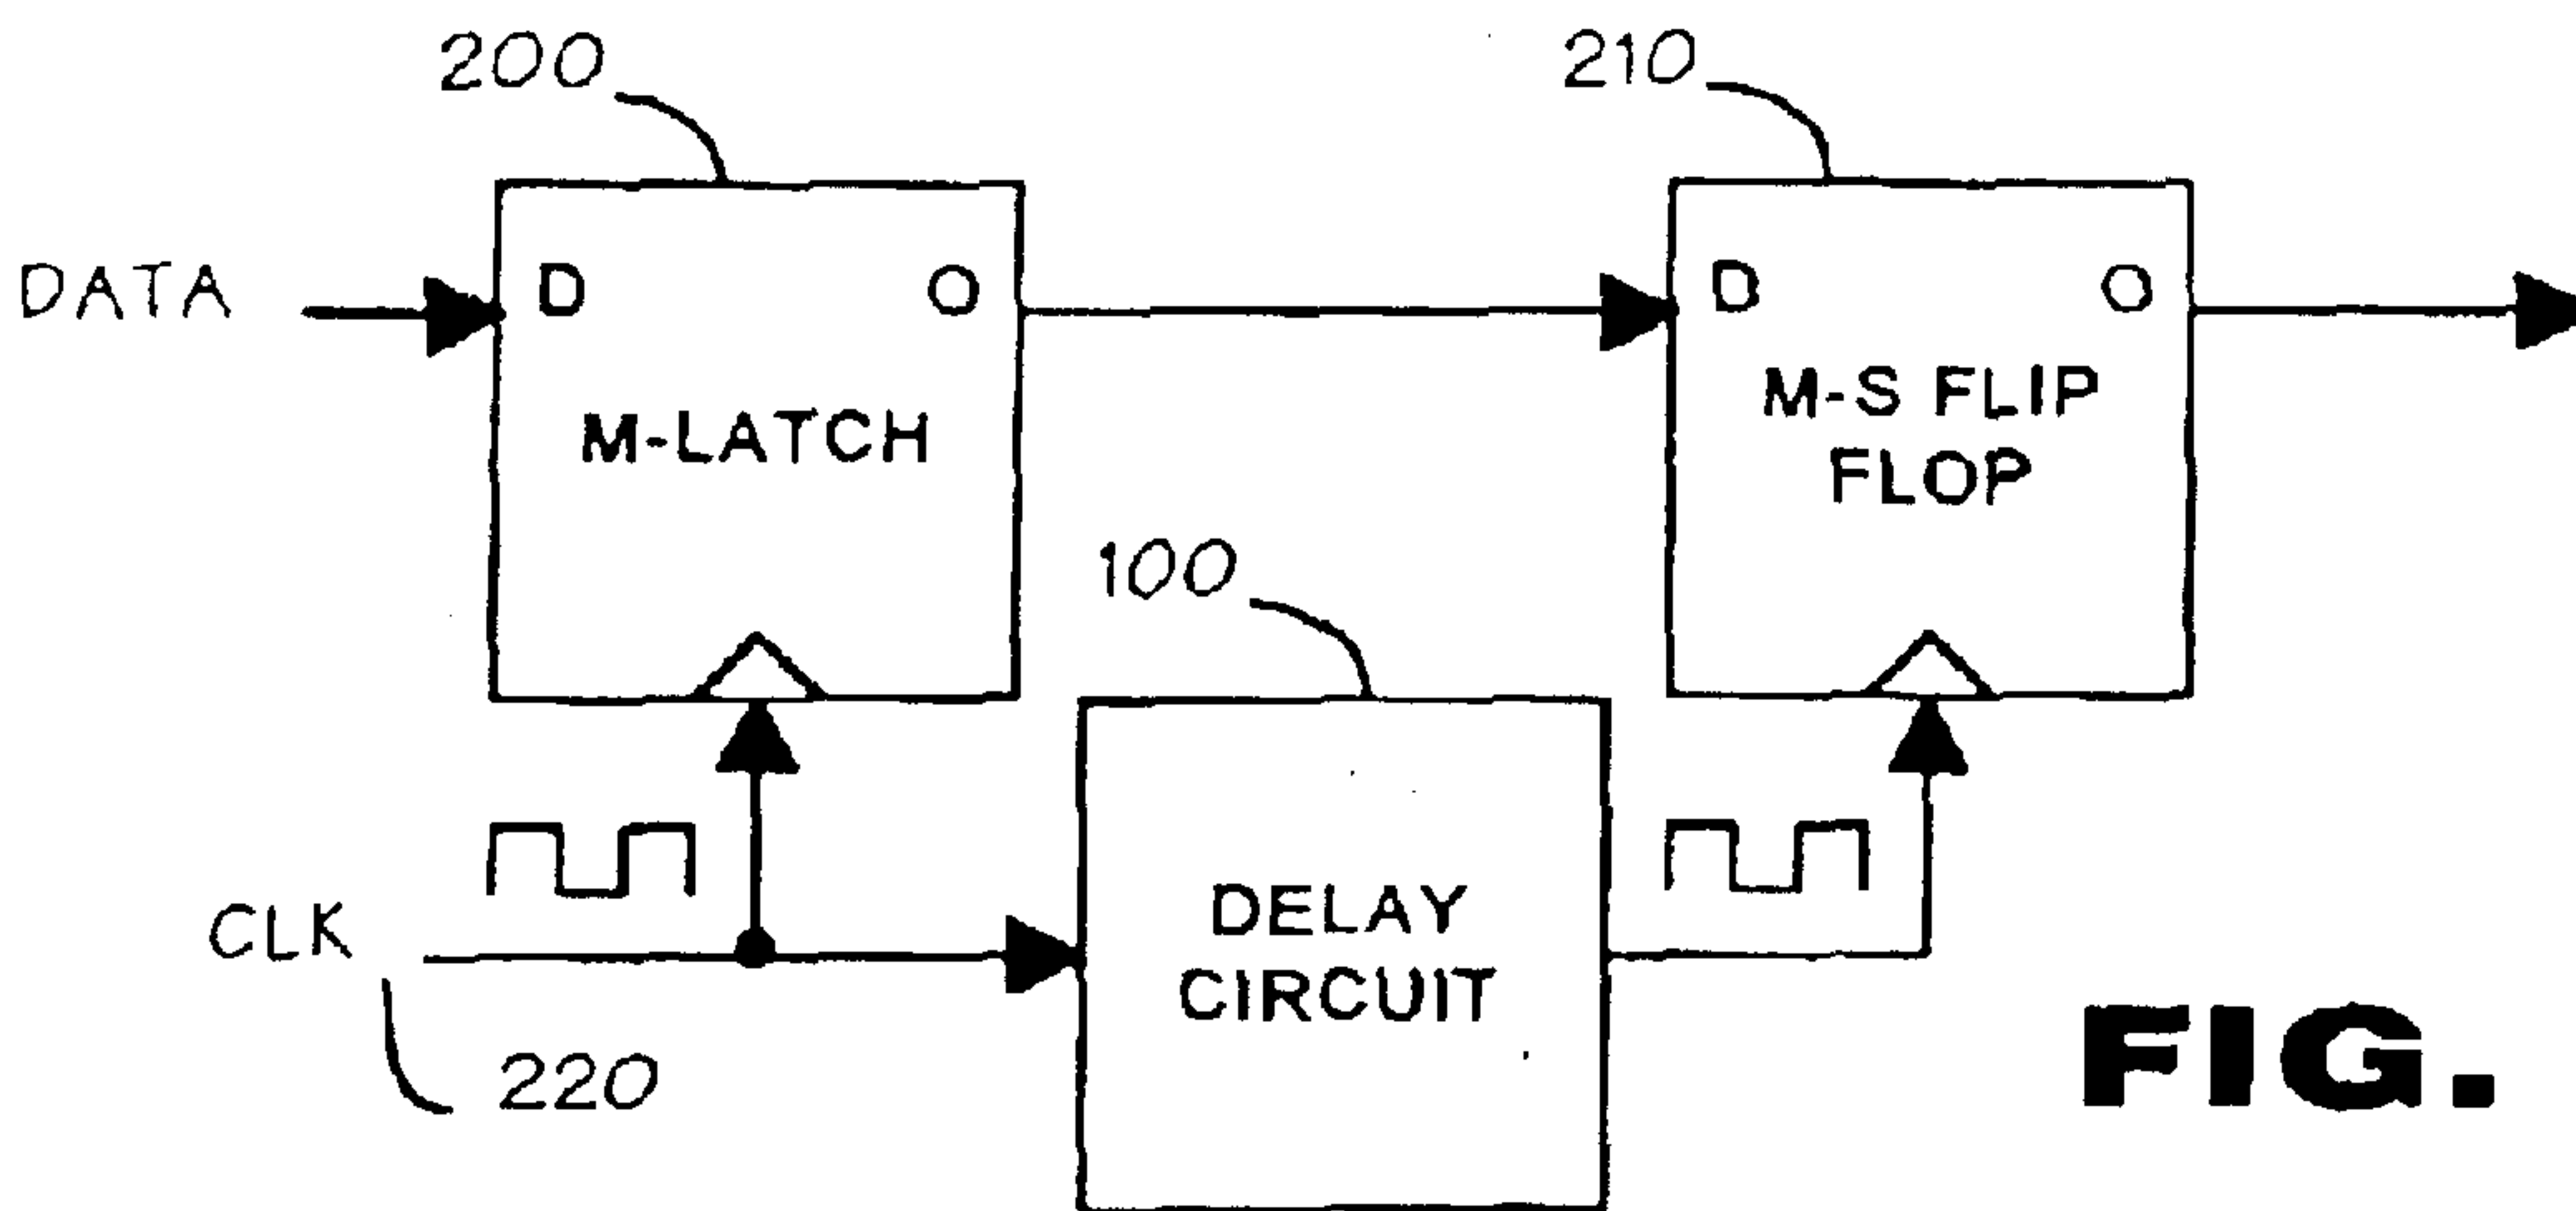 200
210
DATA
D
O
D
O
M-LATCH
M-S FLIP
FLOP
100
CLK
DELAY
CIRCUIT
220
FIG.